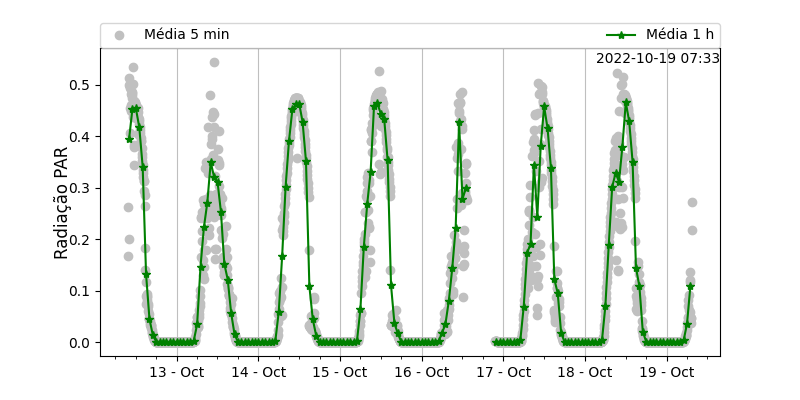 Média 5 min
Média 1 h
2022-10-19 07:33
Radiação PAR
0.5
0.4
0.3
0.2
0.1
0.0
13 - Oct
14 - Oct
15 - Oct
16 - Oct
17 - Oct
18 - Oct
19 - Oct